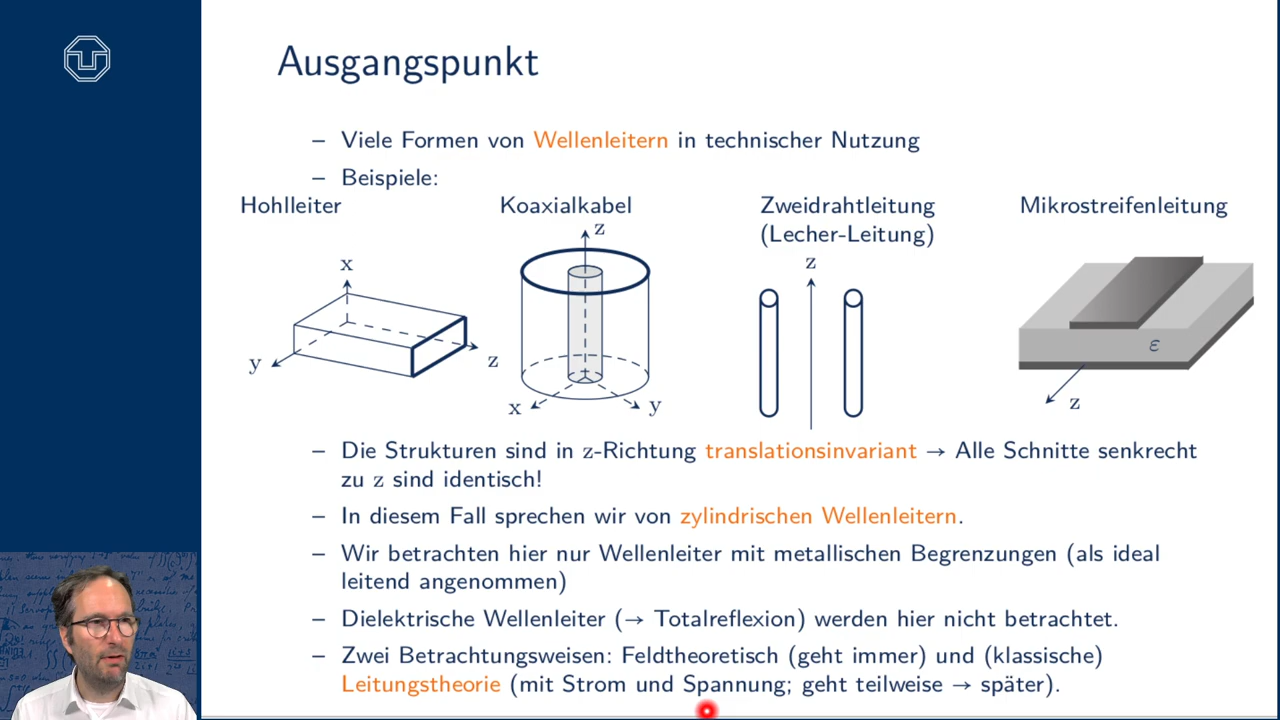 Ausgangspunkt
– Viele Formen von Wellenleitern in technischer Nutzung
– Beispiele:
Hohlleiter
Koaxialkabel
Zweidrahtleitung
(Lecher-Leitung)
Mikrostreifenleitung
x
y
z
z
x
y
z
ε
z
– Die Strukturen sind in z-Richtung translationsinvariant → Alle Schnitte senkrecht
zu z sind identisch!
– In diesem Fall sprechen wir von zylindrischen Wellenleitern.
– Wir betrachten hier nur Wellenleiter mit metallischen Begrenzungen (als ideal
leitend angenommen)
– Dielektrische Wellenleiter (→ Totalreflexion) werden hier nicht betrachtet.
– Zwei Betrachtungsweisen: Feldtheoretisch (geht immer) und (klassische)
Leitungstheorie (mit Strom und Spannung; geht teilweise → später).